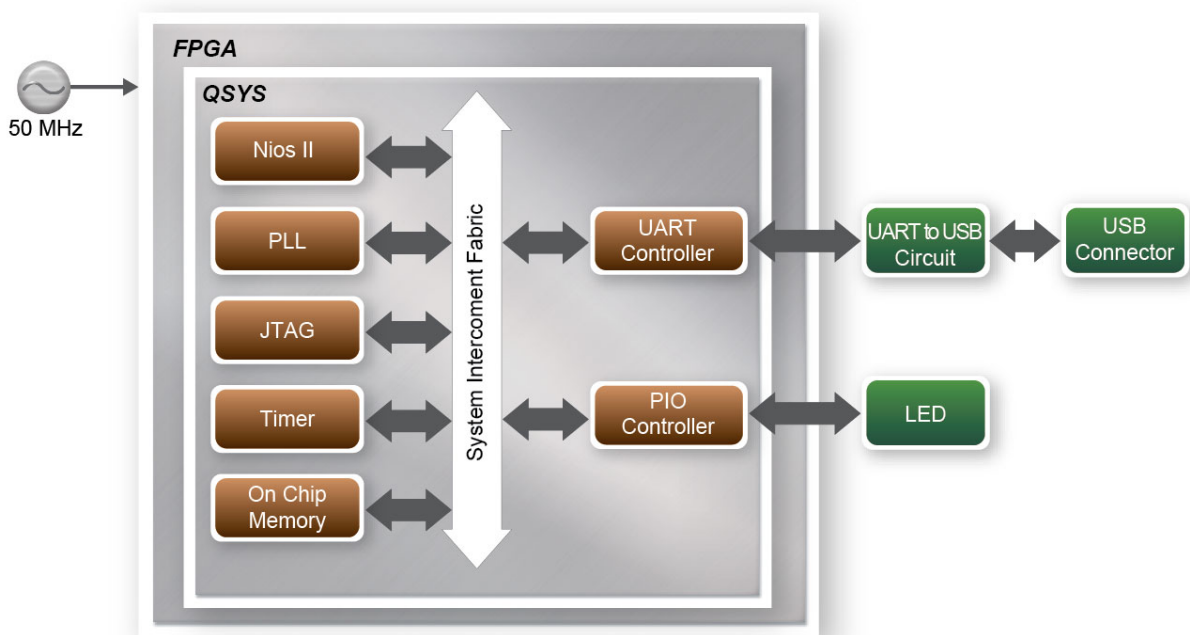 FPGA
QSYS
50 MHz
Nios II
PLL
JTAG
Timer
On Chip
Memory
System Intercoment Fabric
UART
Controller
PIO
Controller
UART to USB
Circuit
USB
Connector
LED